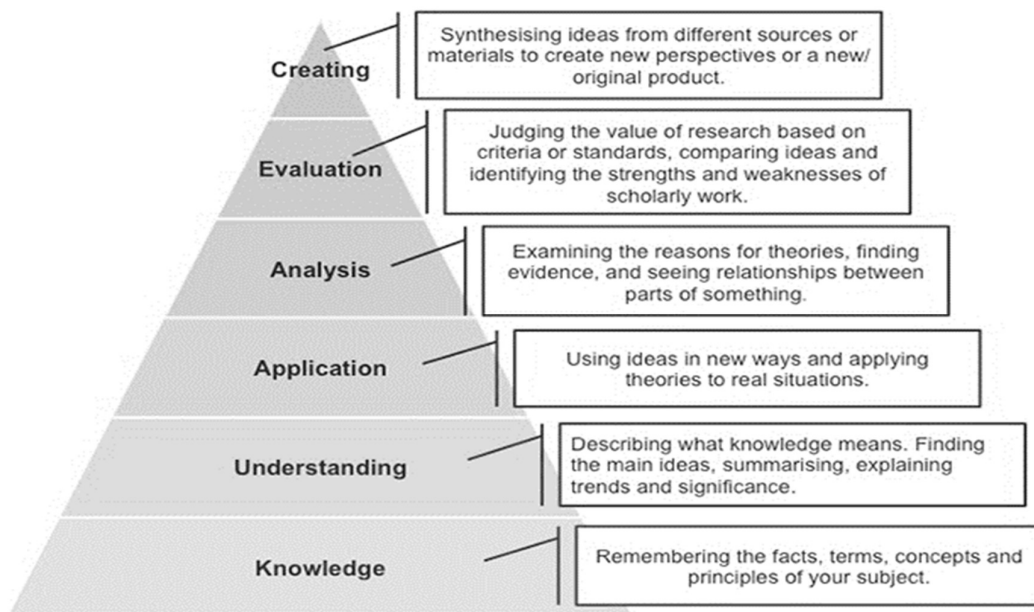 Creating
Synthesising ideas from different sources or
materials to create new perspectives or a new/
original product.
Evaluation
Judging the value of research based on
criteria or standards, comparing ideas and
identifying the strengths and weaknesses of
scholarly work.
Analysis
Examining the reasons for theories, finding
evidence, and seeing relationships between
parts of something.
Application
Using ideas in new ways and applying
theories to real situations.
Understanding
Describing what knowledge means. Finding
the main ideas, summarising, explaining
trends and significance.
Knowledge
Remembering the facts, terms, concepts and
principles of your subject.